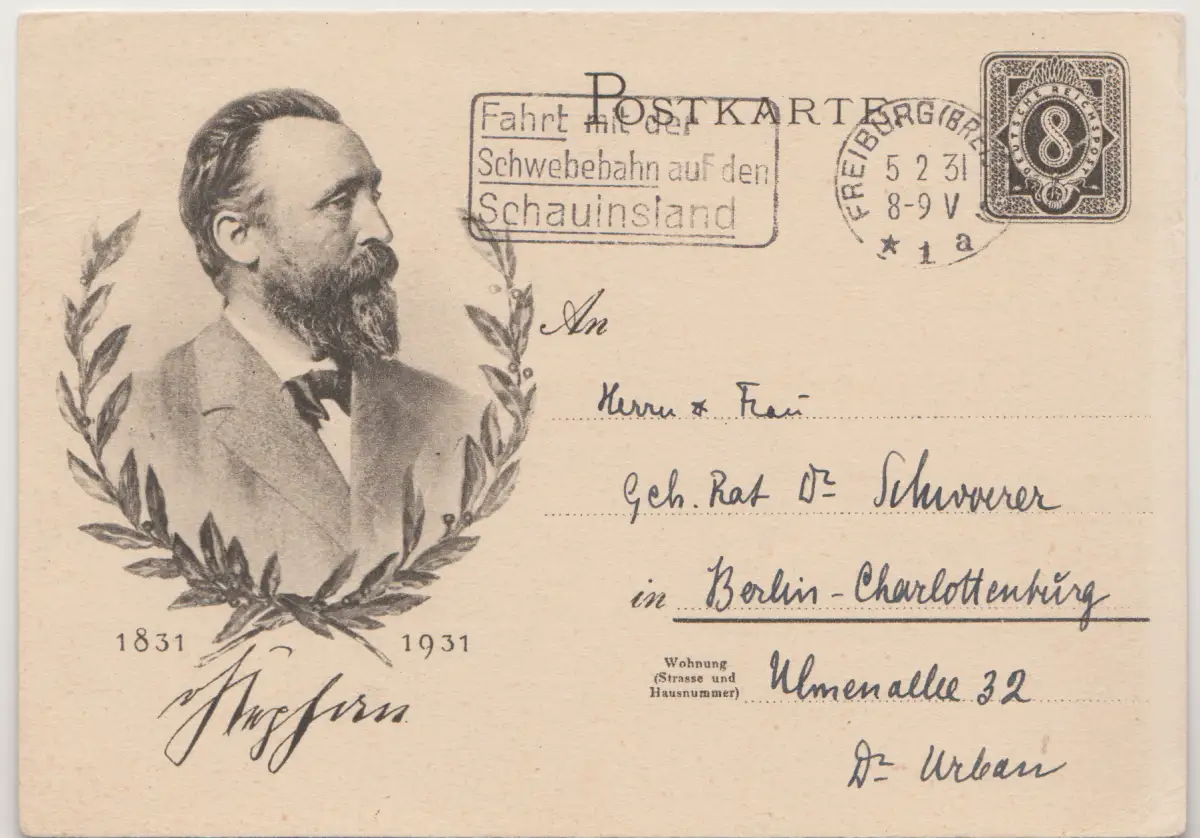 POSTKARTE
Fahrt mit der
Schwebebahn auf den
Schauinsland
FREIBURG (BR
5 2 31
8-9 V
* 1 a
DEUTSCHE REICHSPOST
8
An
Herrn & Frau
Geh. Rat Dr Schwoerer
in Berlin-Charlottenburg
Wohnung
(Strasse und
Hausnummer)
Ulmenallee 32
Dr Urban
1831 1931
Stephan